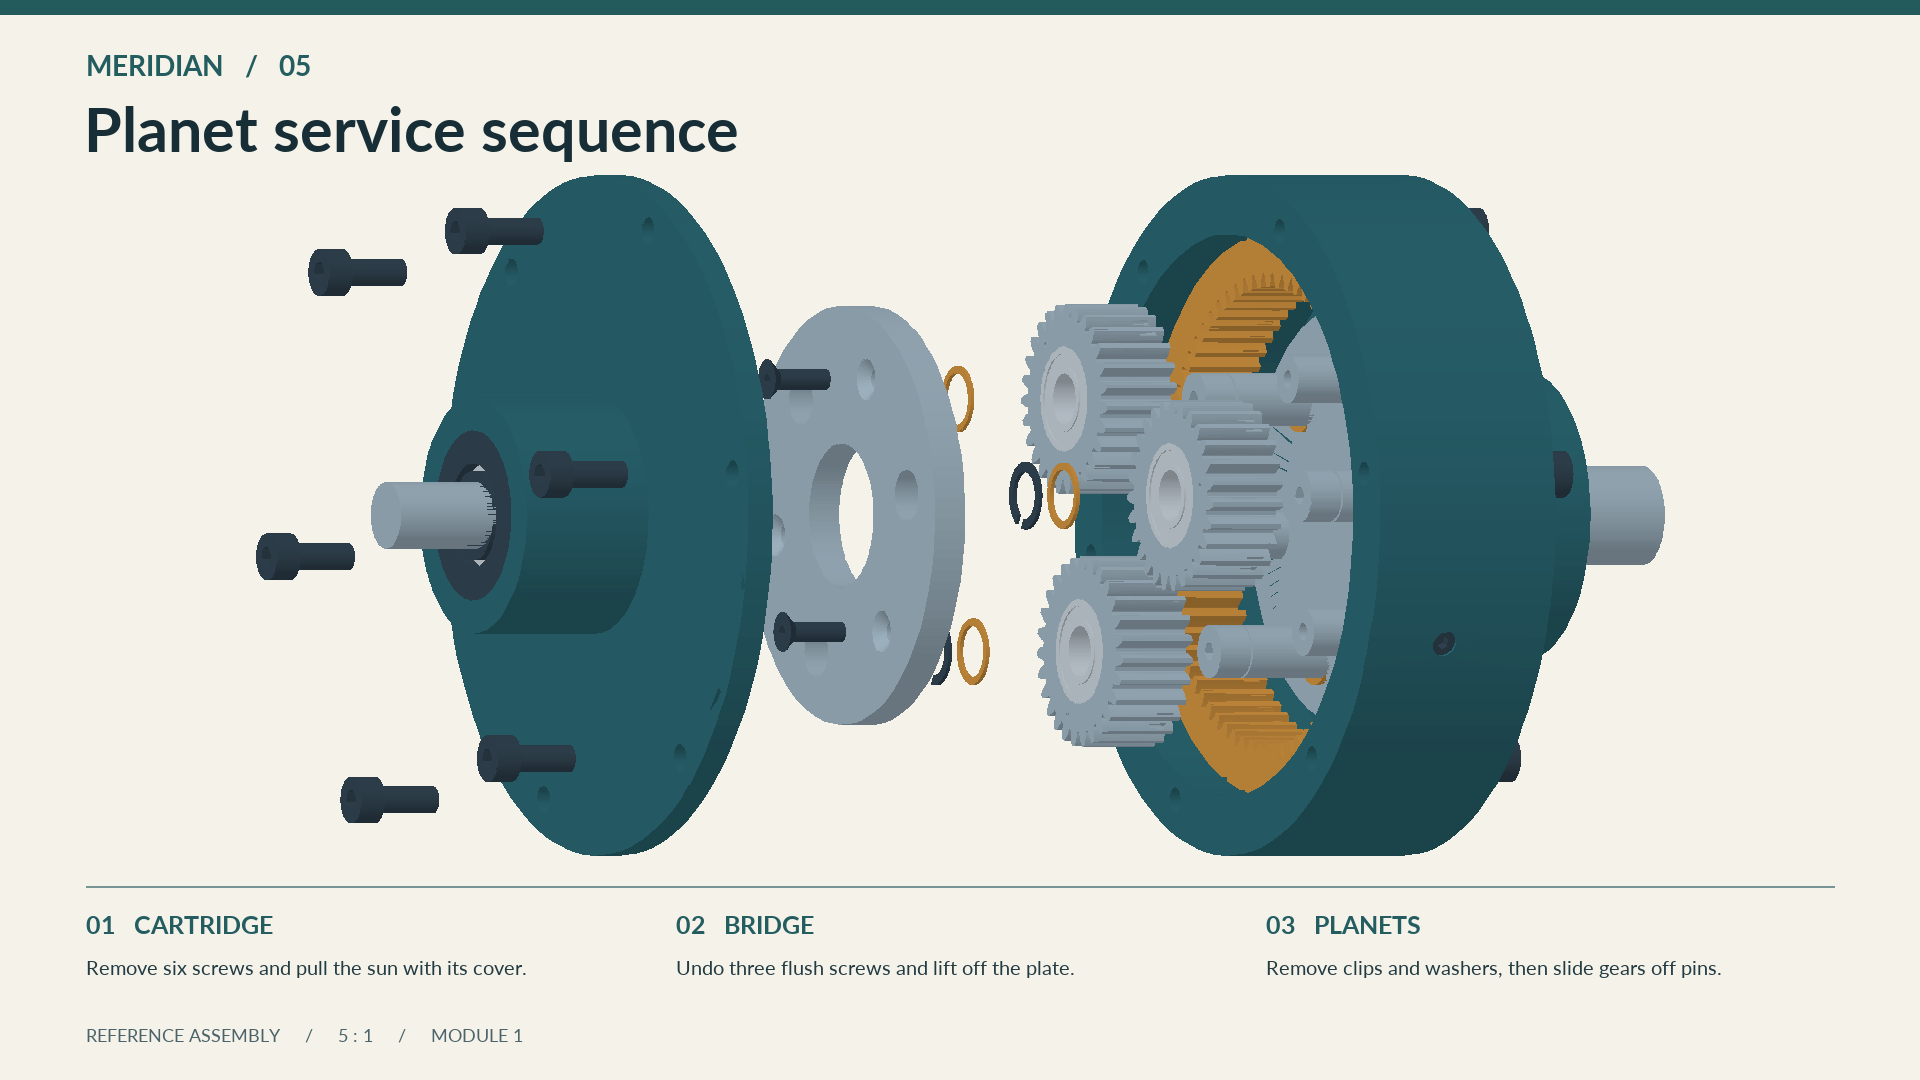 MERIDIAN / 05
Planet service sequence
01 CARTRIDGE
Remove six screws and pull the sun with its cover.
02 BRIDGE
Undo three flush screws and lift off the plate.
03 PLANETS
Remove clips and washers, then slide gears off pins.
REFERENCE ASSEMBLY / 5 : 1 / MODULE 1